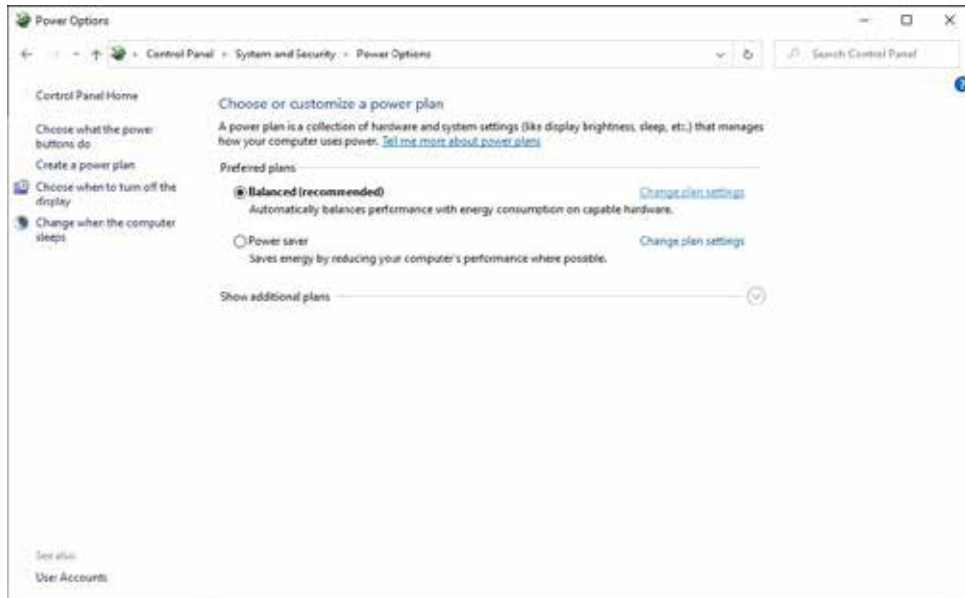 Power Options
Control Panel
System and Security
Power Options
Search Control Panel
Control Panel Home
Choose what the power
buttons do
Create a power plan
Choose when to turn off the
display
Change when the computer
sleeps
Choose or customize a power plan
A power plan is a collection of hardware and system settings (like display brightness, sleep, etc.) that manages
how your computer uses power. Tell me more about power plans
Preferred plans
Balanced (recommended) Change plan settings
Automatically balances performance with energy consumption on capable hardware.
Power saver Change plan settings
Saves energy by reducing your computer's performance where possible.
Show additional plans
See also
User Accounts